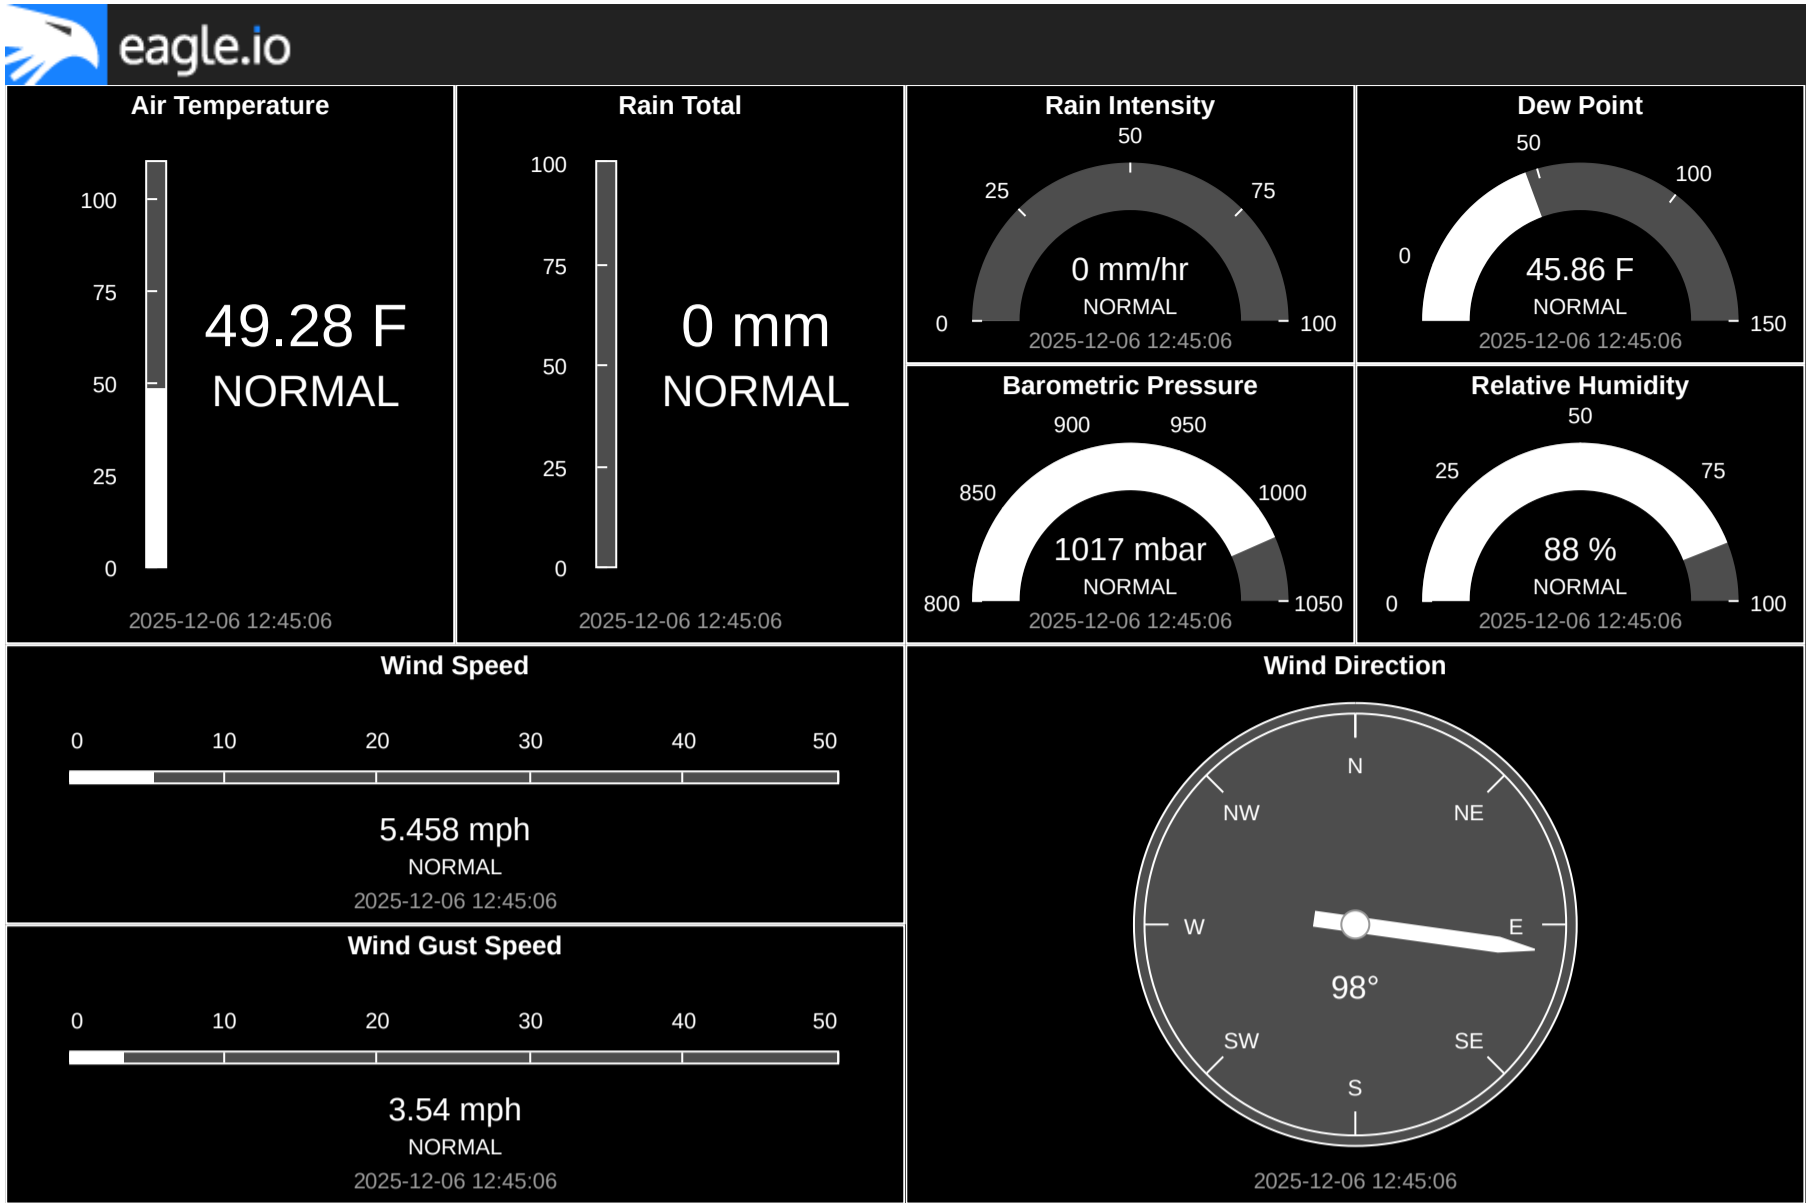 eagle.io
Air Temperature
100
75
50
25
0
49.28 F
NORMAL
2025-12-06 12:45:06
Rain Total
100
75
50
25
0
0 mm
NORMAL
2025-12-06 12:45:06
Rain Intensity
50
25
75
0
100
0 mm/hr
NORMAL
2025-12-06 12:45:06
Dew Point
50
100
0
150
45.86 F
NORMAL
2025-12-06 12:45:06
Barometric Pressure
900
950
850
1000
800
1050
1017 mbar
NORMAL
2025-12-06 12:45:06
Relative Humidity
50
25
75
0
100
88 %
NORMAL
2025-12-06 12:45:06
Wind Speed
0 10 20 30 40 50
5.458 mph
NORMAL
2025-12-06 12:45:06
Wind Gust Speed
0 10 20 30 40 50
3.54 mph
NORMAL
2025-12-06 12:45:06
Wind Direction
N
NW NE
W E
98°
SW SE
S
2025-12-06 12:45:06